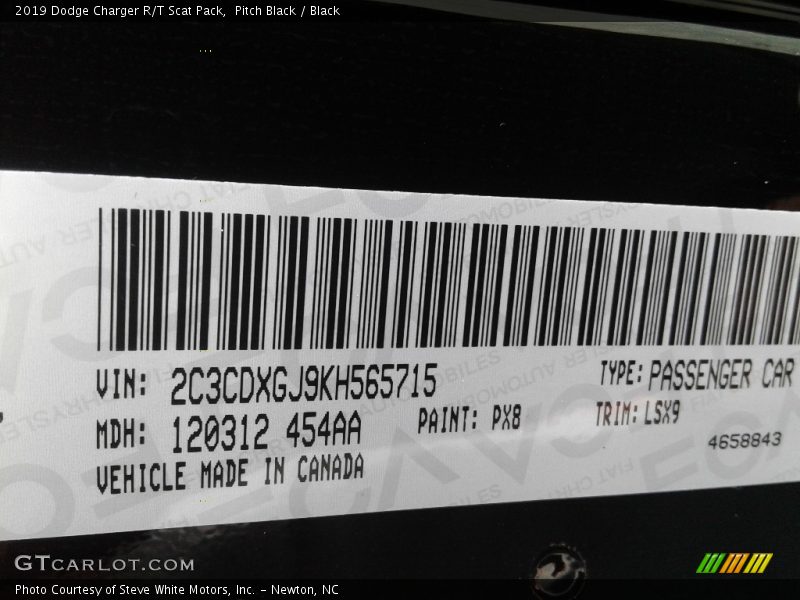 2019 Dodge Charger R/T Scat Pack,  Pitch Black / Black
VIN: 2C3CDXGJ9KH565715
TYPE: PASSENGER CAR
MDH: 120312 454AA
PAINT: PX8
TRIM: LSX9
4658843
VEHICLE MADE IN CANADA
GTCARLOT.COM
Photo Courtesy of Steve White Motors, Inc. – Newton, NC